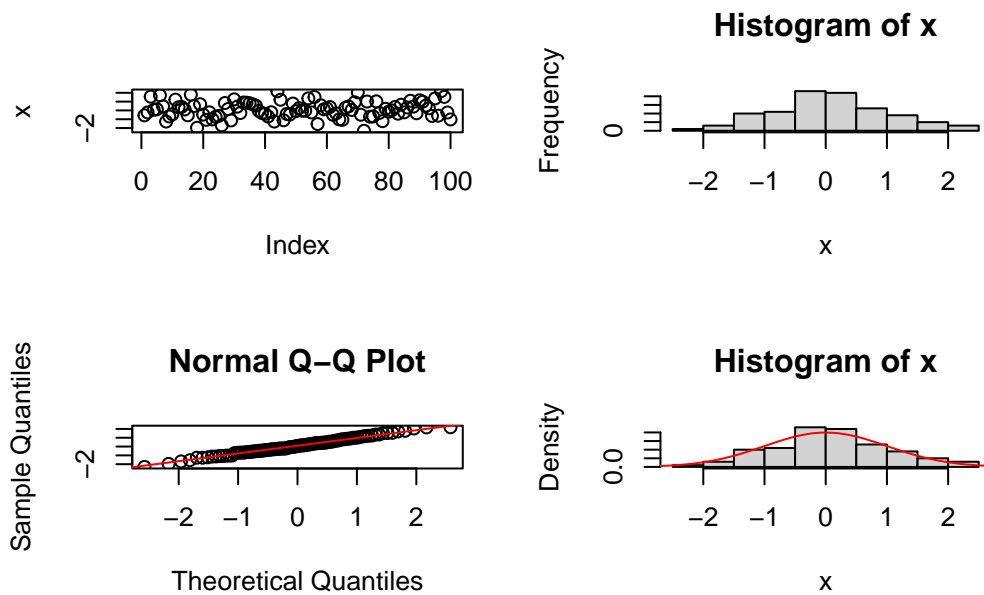 x
−2
0 20 40 60 80 100
Index
Histogram of x
Frequency
0
−2 −1 0 1 2
x
Normal Q−Q Plot
Sample Quantiles
−2
−2 −1 0 1 2
Theoretical Quantiles
Histogram of x
Density
0.0
−2 −1 0 1 2
x